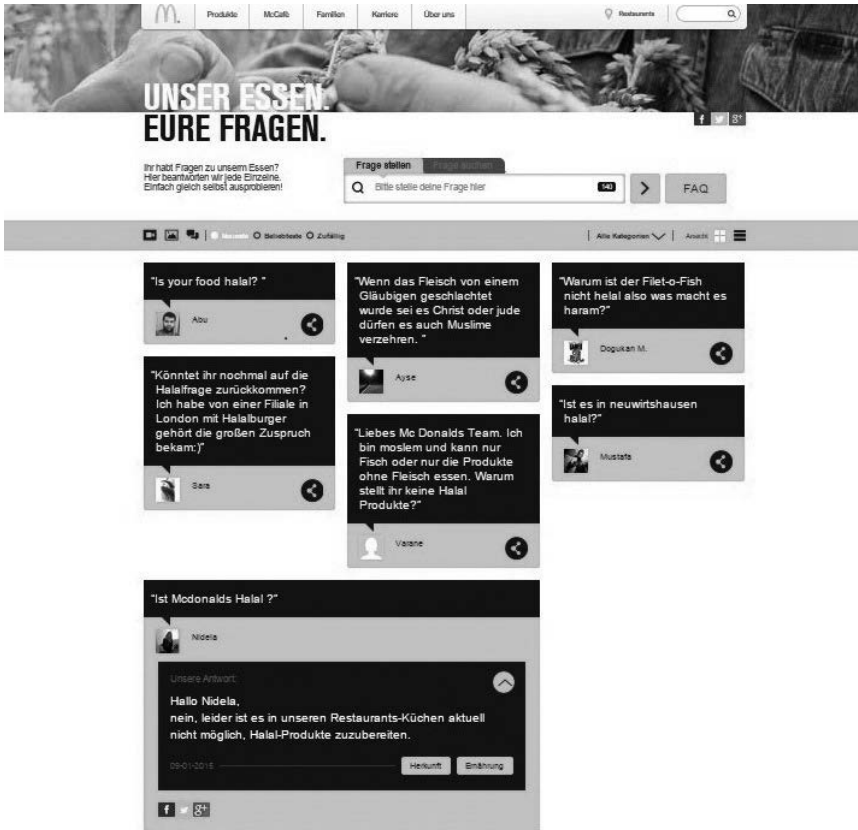 M.
Produkte
McCafé
Familien
Karriere
Über uns
Restaurants
UNSER ESSEN.
EURE FRAGEN.
f
g+
Ihr habt Fragen zu unserm Essen?
Hier beantworten wir jede Einzelne.
Einfach gleich selbst ausprobieren!
Frage stellen
Frage suchen
Bitte stelle deine Frage hier
140
FAQ
Neueste
Beliebteste
Zufällig
Alle Kategorien
Ansicht
"Is your food halal? "
Abu
"Könntet ihr nochmal auf die
Halalfrage zurückkommen?
Ich habe von einer Filiale in
London mit Halalburger
gehört die großen Zuspruch
bekam:)"
Sara
"Wenn das Fleisch von einem
Gläubigen geschlachtet
wurde sei es Christ oder jude
dürfen es auch Muslime
verzehren. "
Ayse
"Liebes Mc Donalds Team. Ich
bin moslem und kann nur
Fisch oder nur die Produkte
ohne Fleisch essen. Warum
stellt ihr keine Halal
Produkte?"
Varane
"Warum ist der Filet-o-Fish
nicht helal also was macht es
haram?"
Dogukan M.
"Ist es in neuwirtshausen
halal?"
Mustafa
"Ist Mcdonalds Halal ?"
Nidela
Unsere Antwort:
Hallo Nidela,
nein, leider ist es in unseren Restaurants-Küchen aktuell
nicht möglich, Halal-Produkte zuzubereiten.
09-01-2015
Herkunft
Ernährung
f
g+